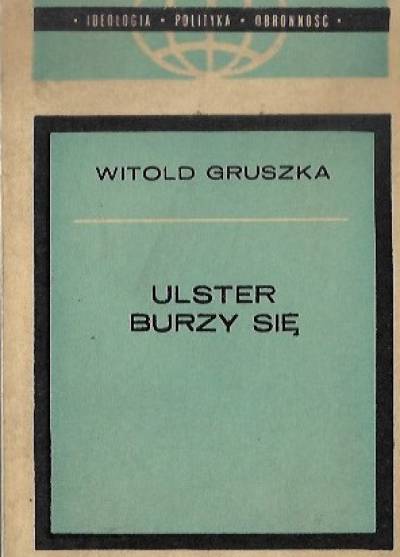 • IDEOLOGIA • POLITYKA • OBRONNOŚĆ •
WITOLD GRUSZKA
ULSTER
BURZY SIĘ